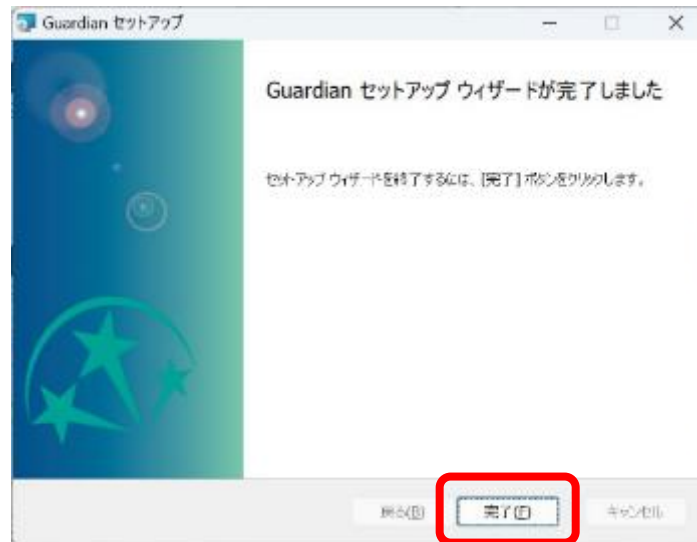 Guardian セットアップ
Guardian セットアップ ウィザードが完了しました
セットアップ ウィザードを終了するには、[完了] ボタンをクリックします。
戻る(B)
完了(F)
キャンセル